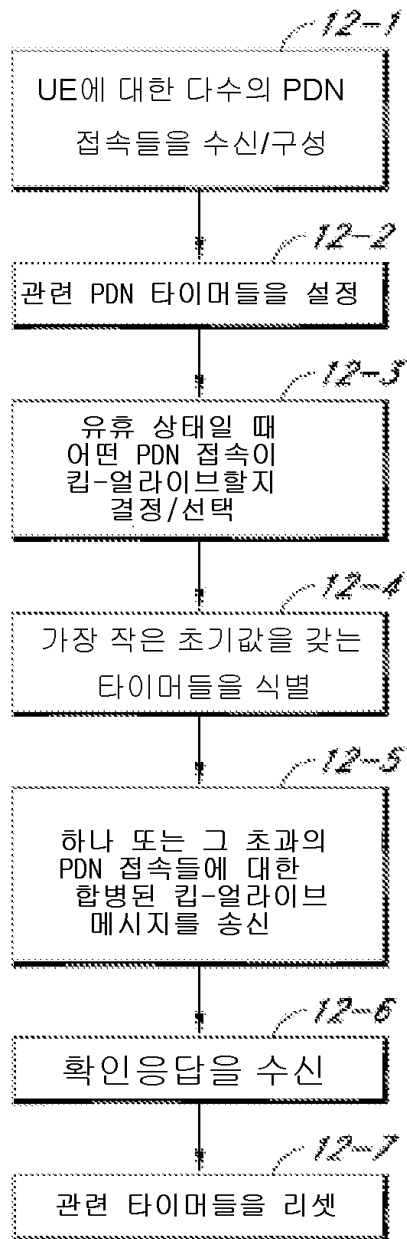 12-1
UE에 대한 다수의 PDN
접속들을 수신/구성
12-2
관련 PDN 타이머들을 설정
12-3
유휴 상태일 때
어떤 PDN 접속이
킵-얼라이브할지
결정/선택
12-4
가장 작은 초기값을 갖는
타이머들을 식별
12-5
하나 또는 그 초과의
PDN 접속들에 대한
합병된 킵-얼라이브
메시지를 송신
12-6
확인응답을 수신
12-7
관련 타이머들을 리셋